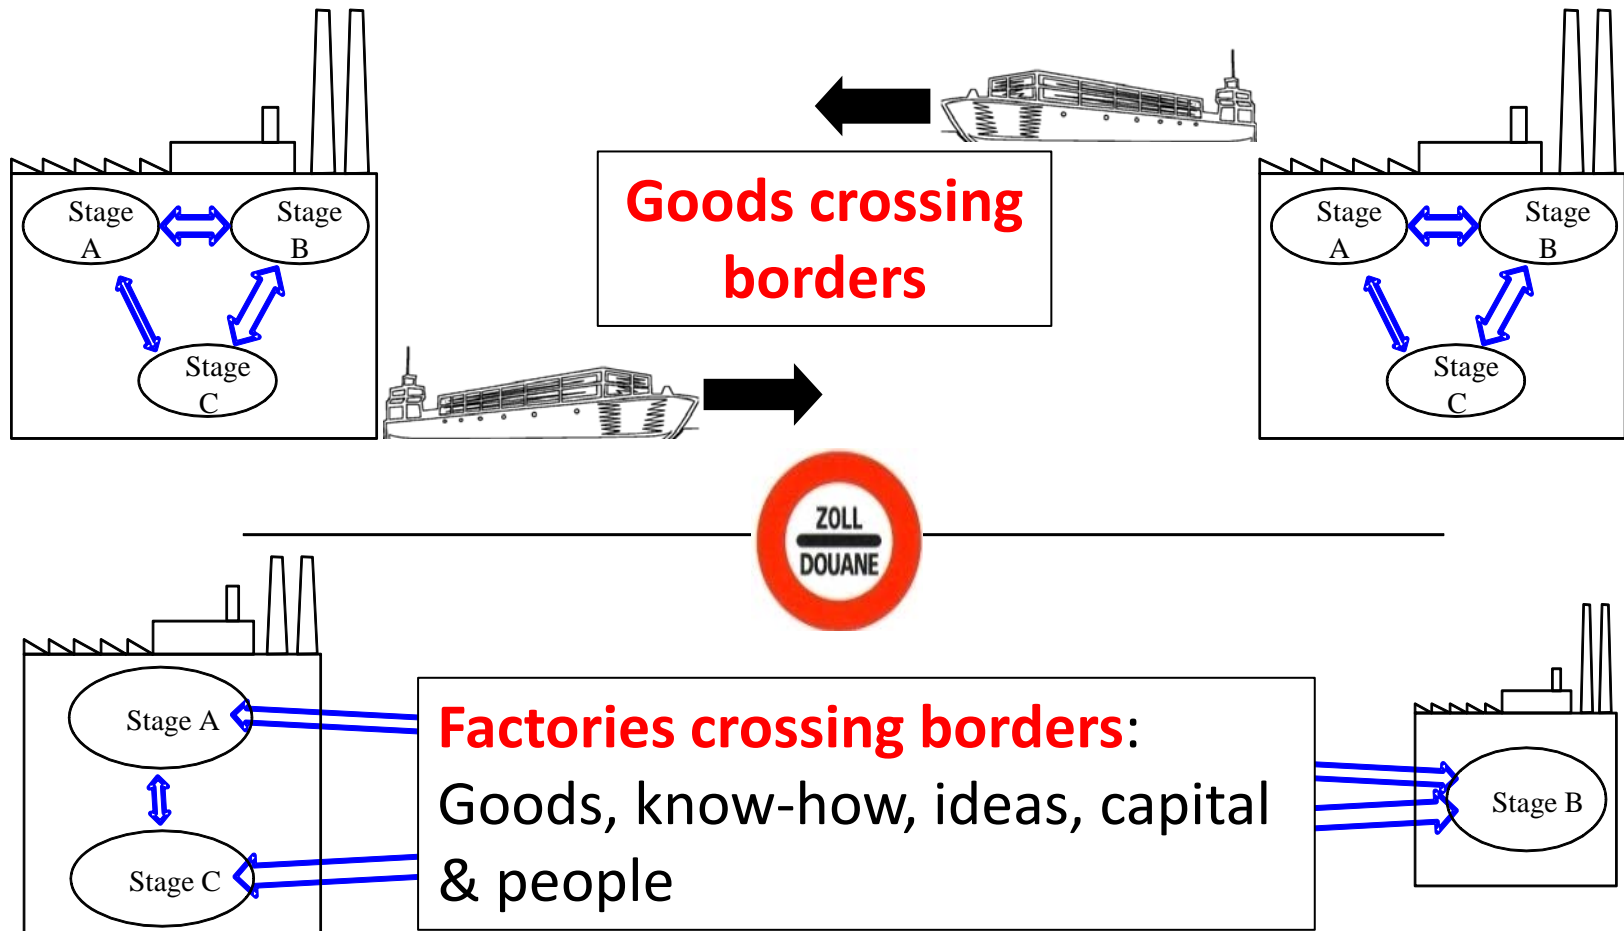 Stage
A
Stage
B
Stage
C
Goods crossing
borders
Stage
A
Stage
B
Stage
C
ZOLL
DOUANE
Stage A
Stage C
Factories crossing borders:
Goods, know-how, ideas, capital
& people
Stage B